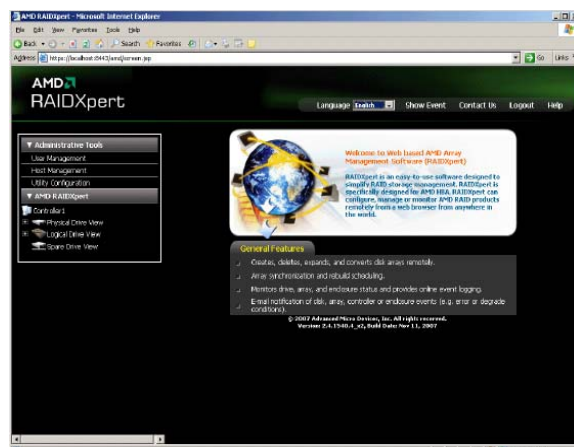 AMD RAIDXpert - Microsoft Internet Explorer
File Edit View Favorites Tools Help
Back Search Favorites
Address https://localhost:8443/amd/screen.jsp Go Links
AMD
RAIDXpert
Language English Show Event Contact Us Logout Help
Administrative Tools
User Management
Host Management
Utility Configuration
AMD RAIDXpert
Controller1
Physical Drive View
Logical Drive View
Spare Drive View
Welcome to Web based AMD Array
Management Software (RAIDXpert)
RAIDXpert is an easy-to-use software designed to
simplify RAID storage management. RAIDXpert is
specifically designed for AMD HBA. RAIDXpert can
configure, manage or monitor AMD RAID products
remotely from a web browser from anywhere in
the world.
General Features
Creates, deletes, expands, and converts disk arrays remotely.
Array synchronization and rebuild scheduling.
Monitors drive, array, and enclosure status and provides online event logging.
E-mail notification of disk, array, controller or enclosure events (e.g. error or degrade
conditions).
© 2007 Advanced Micro Devices, Inc. All rights reserved.
Version: 2.4.1540.4_v2, Build Date: Nov 11, 2007